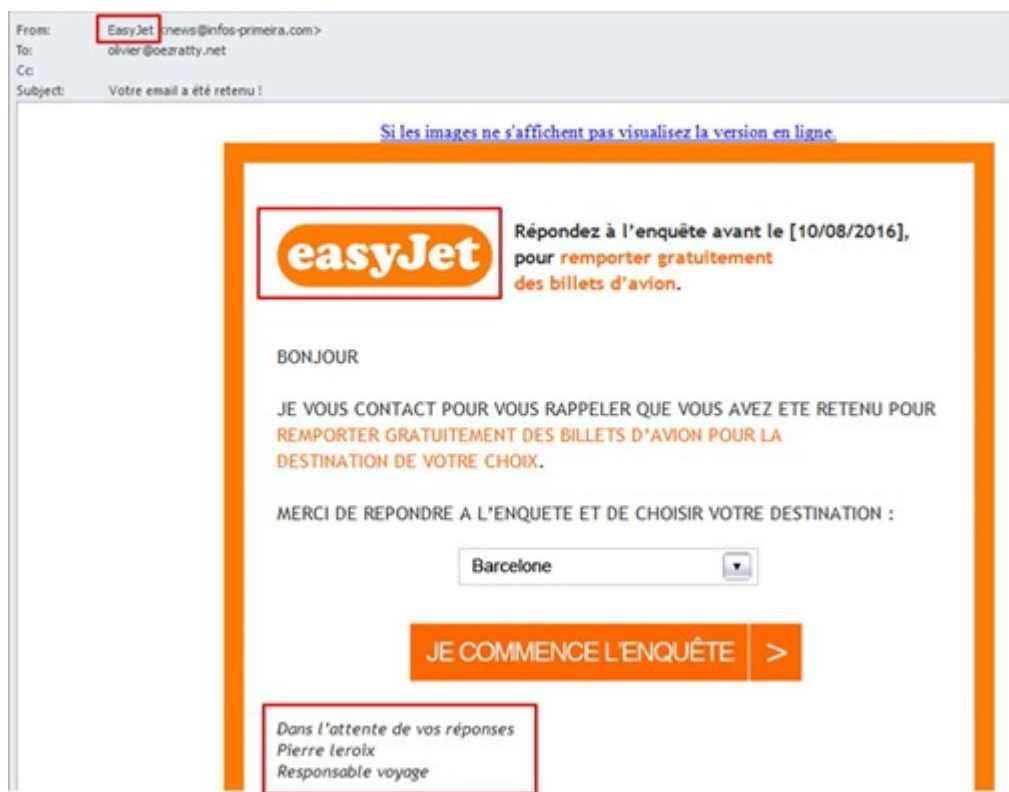 From: EasyJet <news@infos-primeira.com>
To: olivier@oezratty.net
Cc:
Subject: Votre email a été retenu !
Si les images ne s'affichent pas visualisez la version en ligne.
easyJet
Répondez à l'enquête avant le [10/08/2016],
pour remporter gratuitement
des billets d'avion.
BONJOUR
JE VOUS CONTACT POUR VOUS RAPPELER QUE VOUS AVEZ ETE RETENU POUR
REMPORTER GRATUITEMENT DES BILLETS D'AVION POUR LA
DESTINATION DE VOTRE CHOIX.
MERCI DE REPONDRE A L'ENQUETE ET DE CHOISIR VOTRE DESTINATION :
Barcelone
JE COMMENCE L'ENQUÊTE >
Dans l'attente de vos réponses
Pierre leroix
Responsable voyage